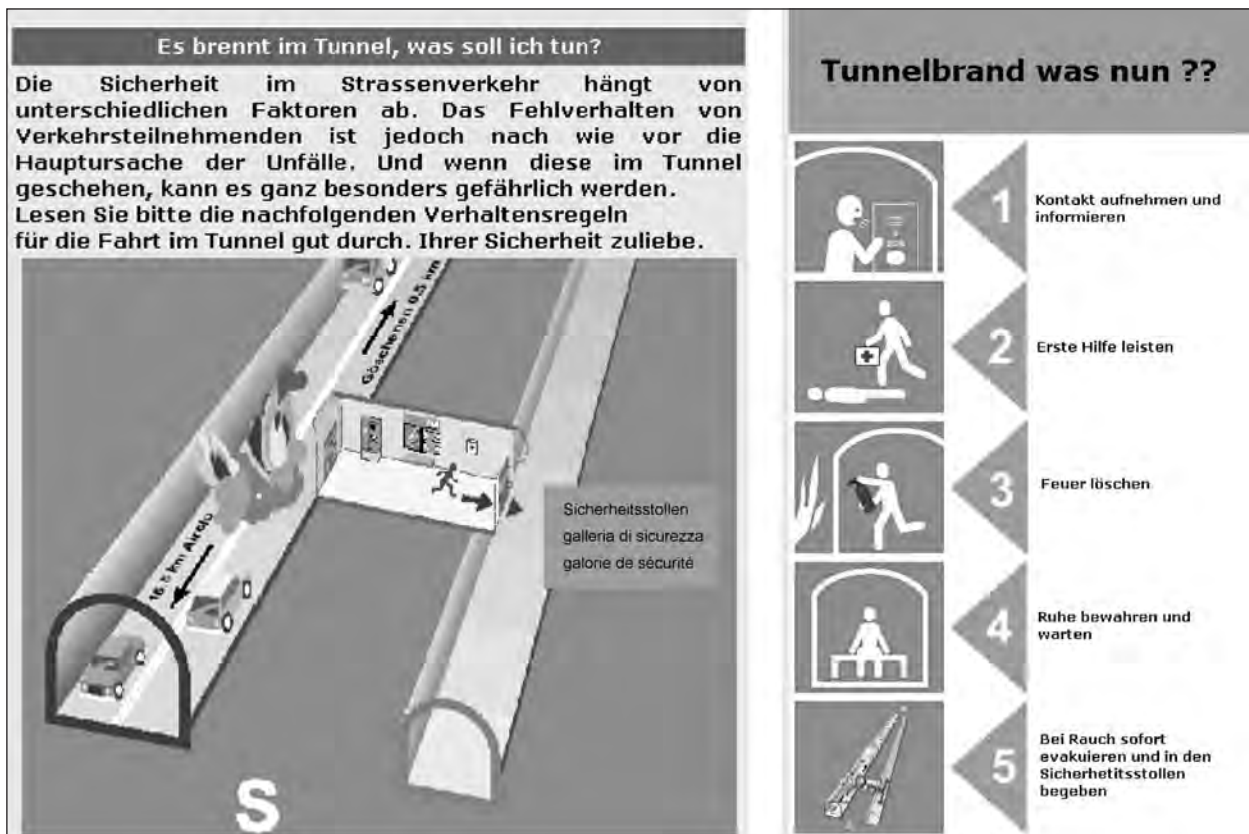 Es brennt im Tunnel, was soll ich tun?
Die Sicherheit im Strassenverkehr hängt von
unterschiedlichen Faktoren ab. Das Fehlverhalten von
Verkehrsteilnehmenden ist jedoch nach wie vor die
Hauptursache der Unfälle. Und wenn diese im Tunnel
geschehen, kann es ganz besonders gefährlich werden.
Lesen Sie bitte die nachfolgenden Verhaltensregeln
für die Fahrt im Tunnel gut durch. Ihrer Sicherheit zuliebe.
Göschenen 0.5 km
16.5 km Airolo
Sicherheitsstollen
galleria di sicurezza
galerie de sécurité
S
Tunnelbrand was nun ??
1
Kontakt aufnehmen und
informieren
2
Erste Hilfe leisten
3
Feuer löschen
4
Ruhe bewahren und
warten
5
Bei Rauch sofort
evakuieren und in den
Sicherhetitsstollen
begeben